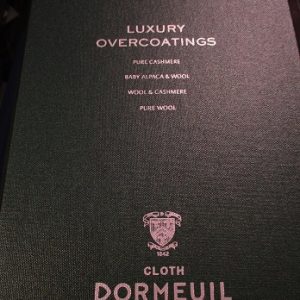 LUXURY
OVERCOATINGS
PURE CASHMERE
BABY ALPACA & WOOL
WOOL & CASHMERE
PURE WOOL
1842
CLOTH
DORMEUIL